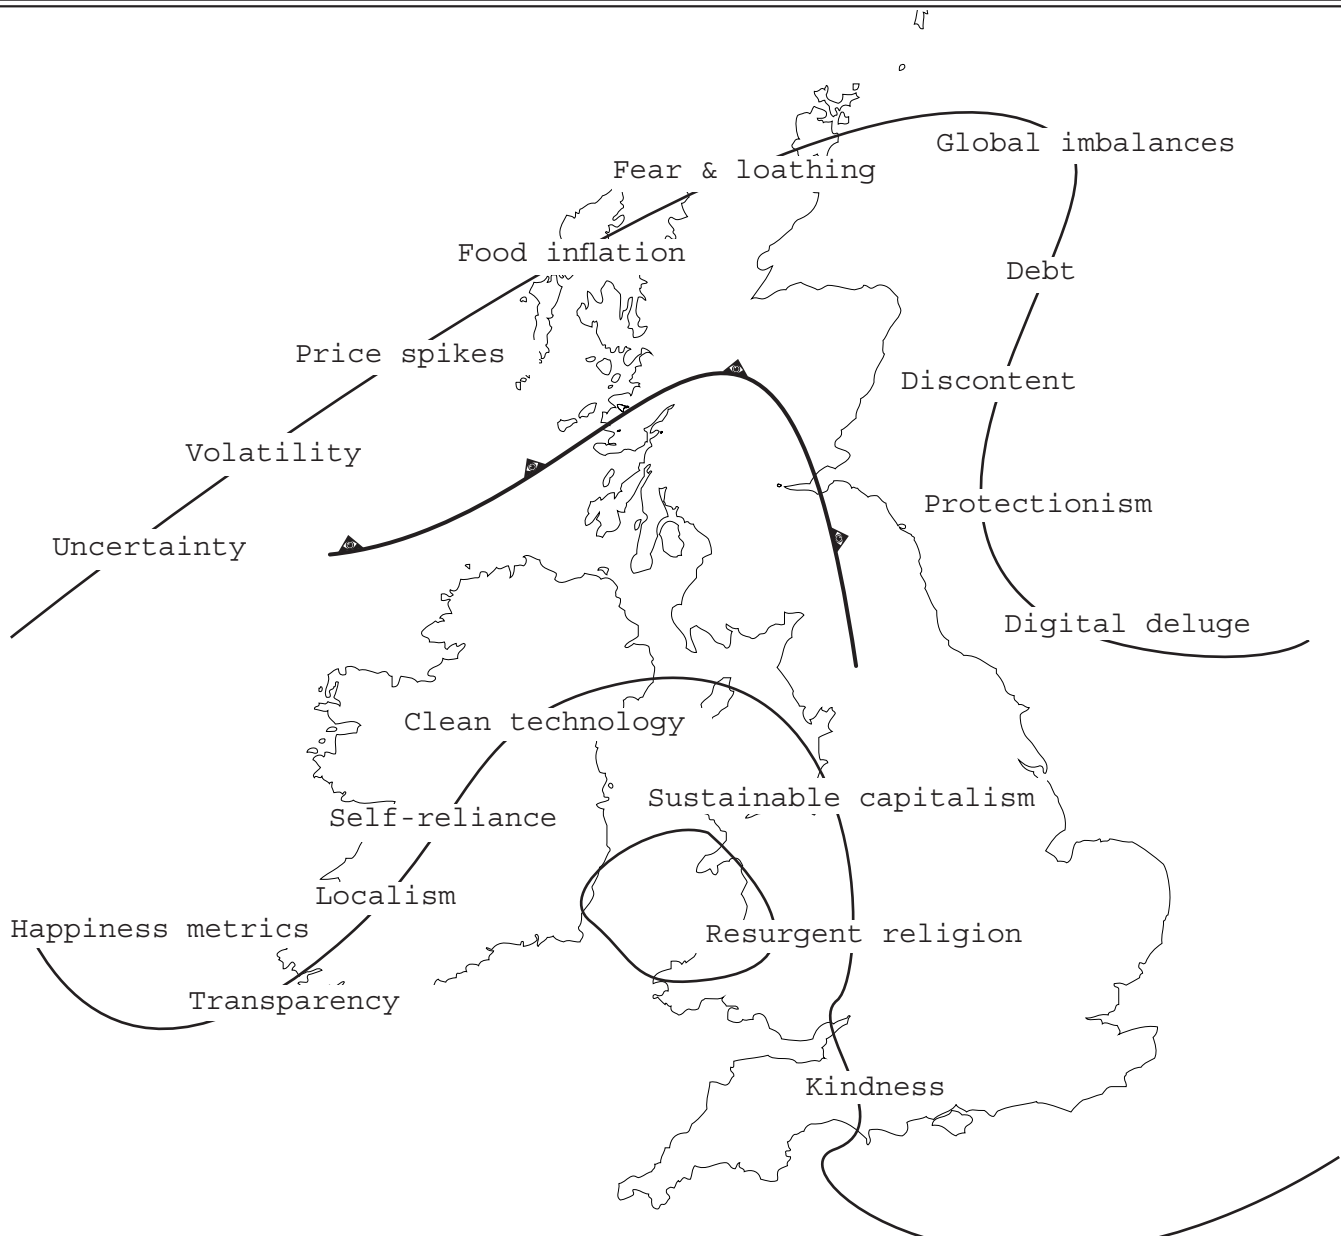 Global imbalances
Fear & loathing
Food inflation
Debt
Price spikes
Discontent
Volatility
Protectionism
Uncertainty
Digital deluge
Clean technology
Sustainable capitalism
Self-reliance
Localism
Happiness metrics
Resurgent religion
Transparency
Kindness